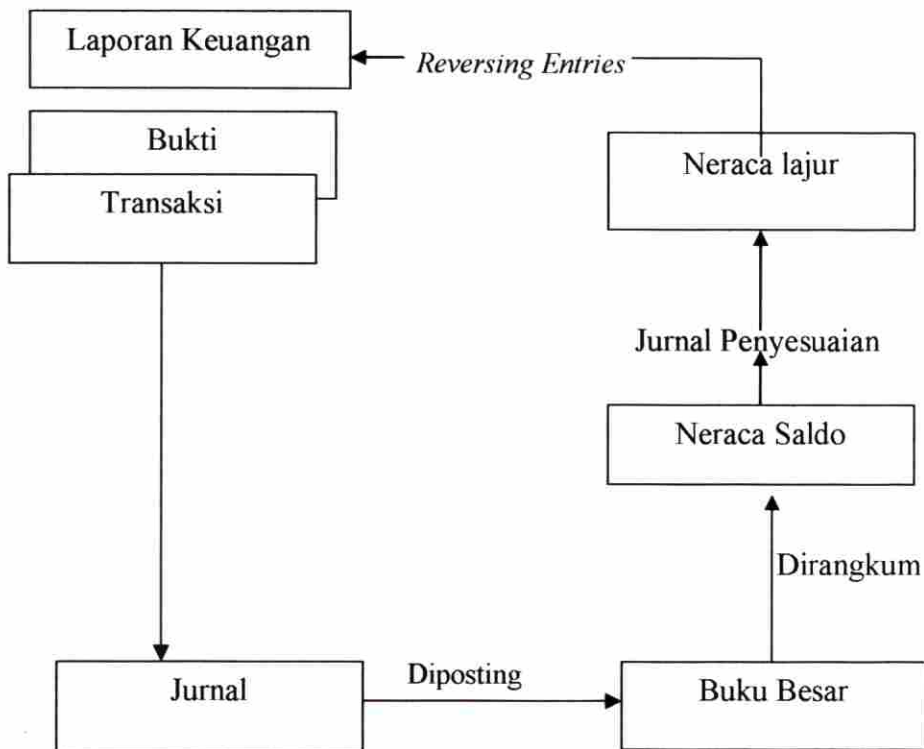 Laporan Keuangan
Reversing Entries
Bukti
Transaksi
Neraca lajur
Jurnal Penyesuaian
Neraca Saldo
Dirangkum
Jurnal
Diposting
Buku Besar